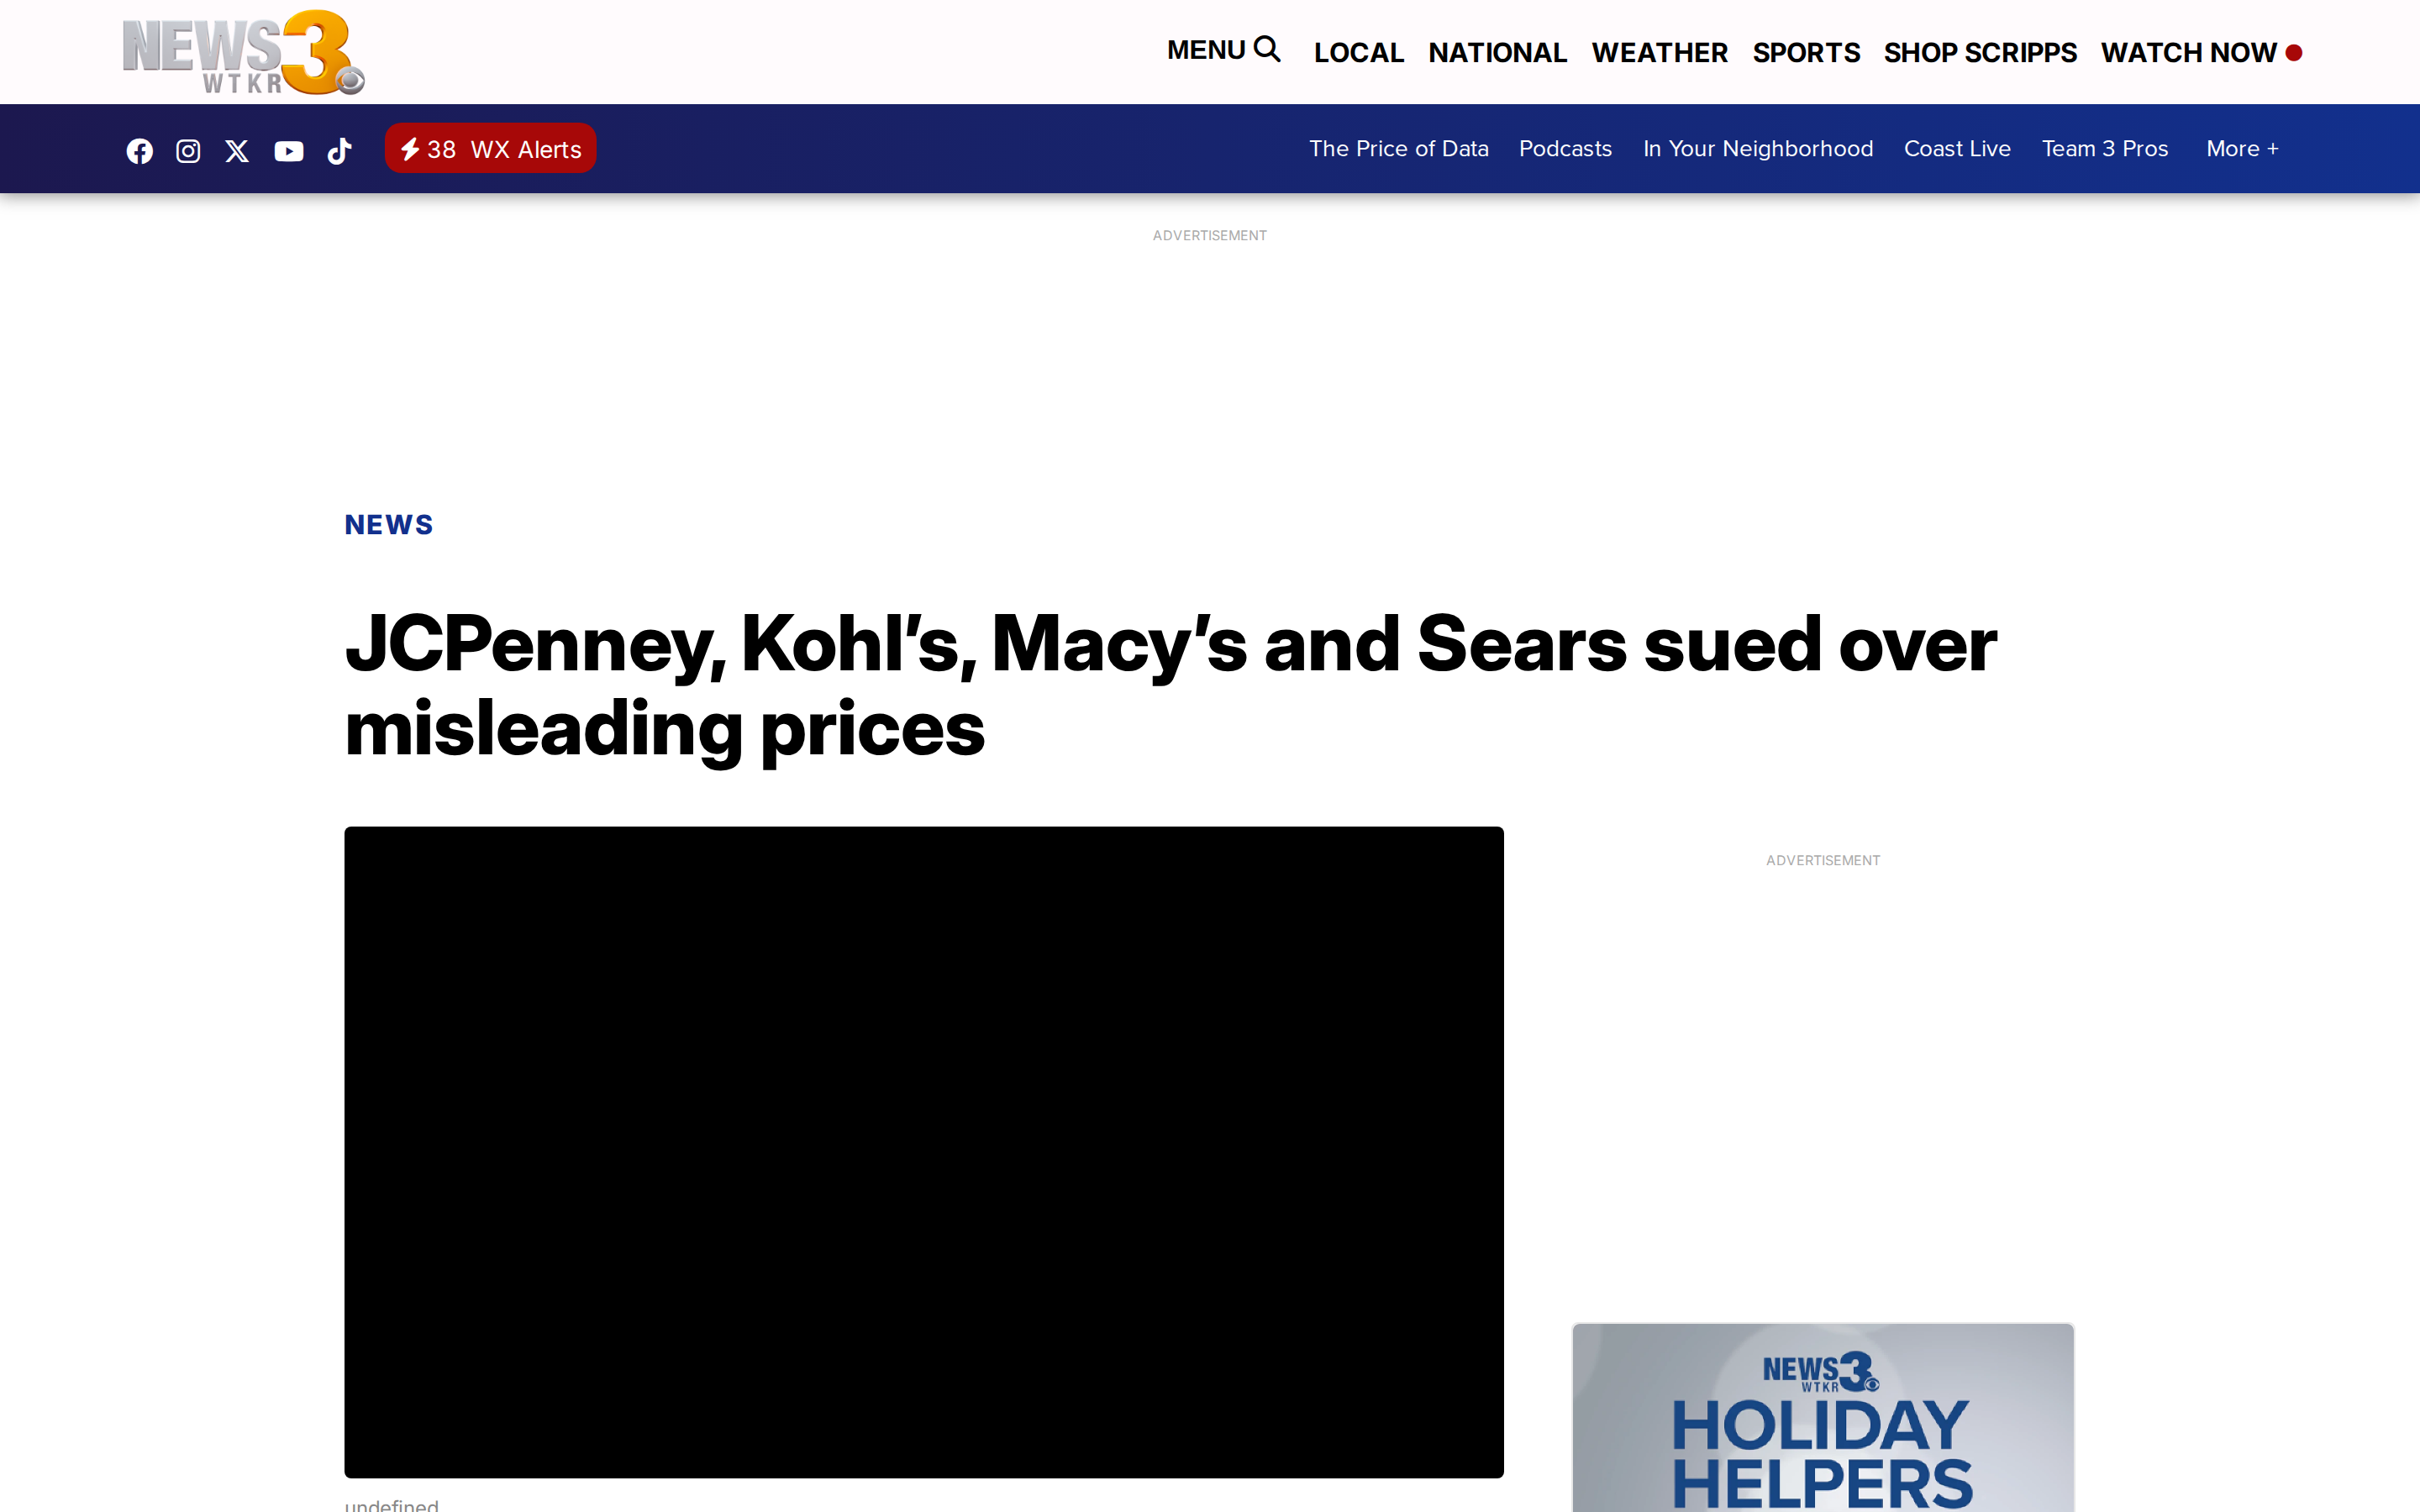 NEWS 3
WTKR
MENU
LOCAL
NATIONAL
WEATHER
SPORTS
SHOP SCRIPPS
WATCH NOW
38 WX Alerts
The Price of Data
Podcasts
In Your Neighborhood
Coast Live
Team 3 Pros
More +
ADVERTISEMENT
NEWS
JCPenney, Kohl’s, Macy’s and Sears sued over
misleading prices
ADVERTISEMENT
NEWS 3
WTKR
HOLIDAY
HELPERS
undefined